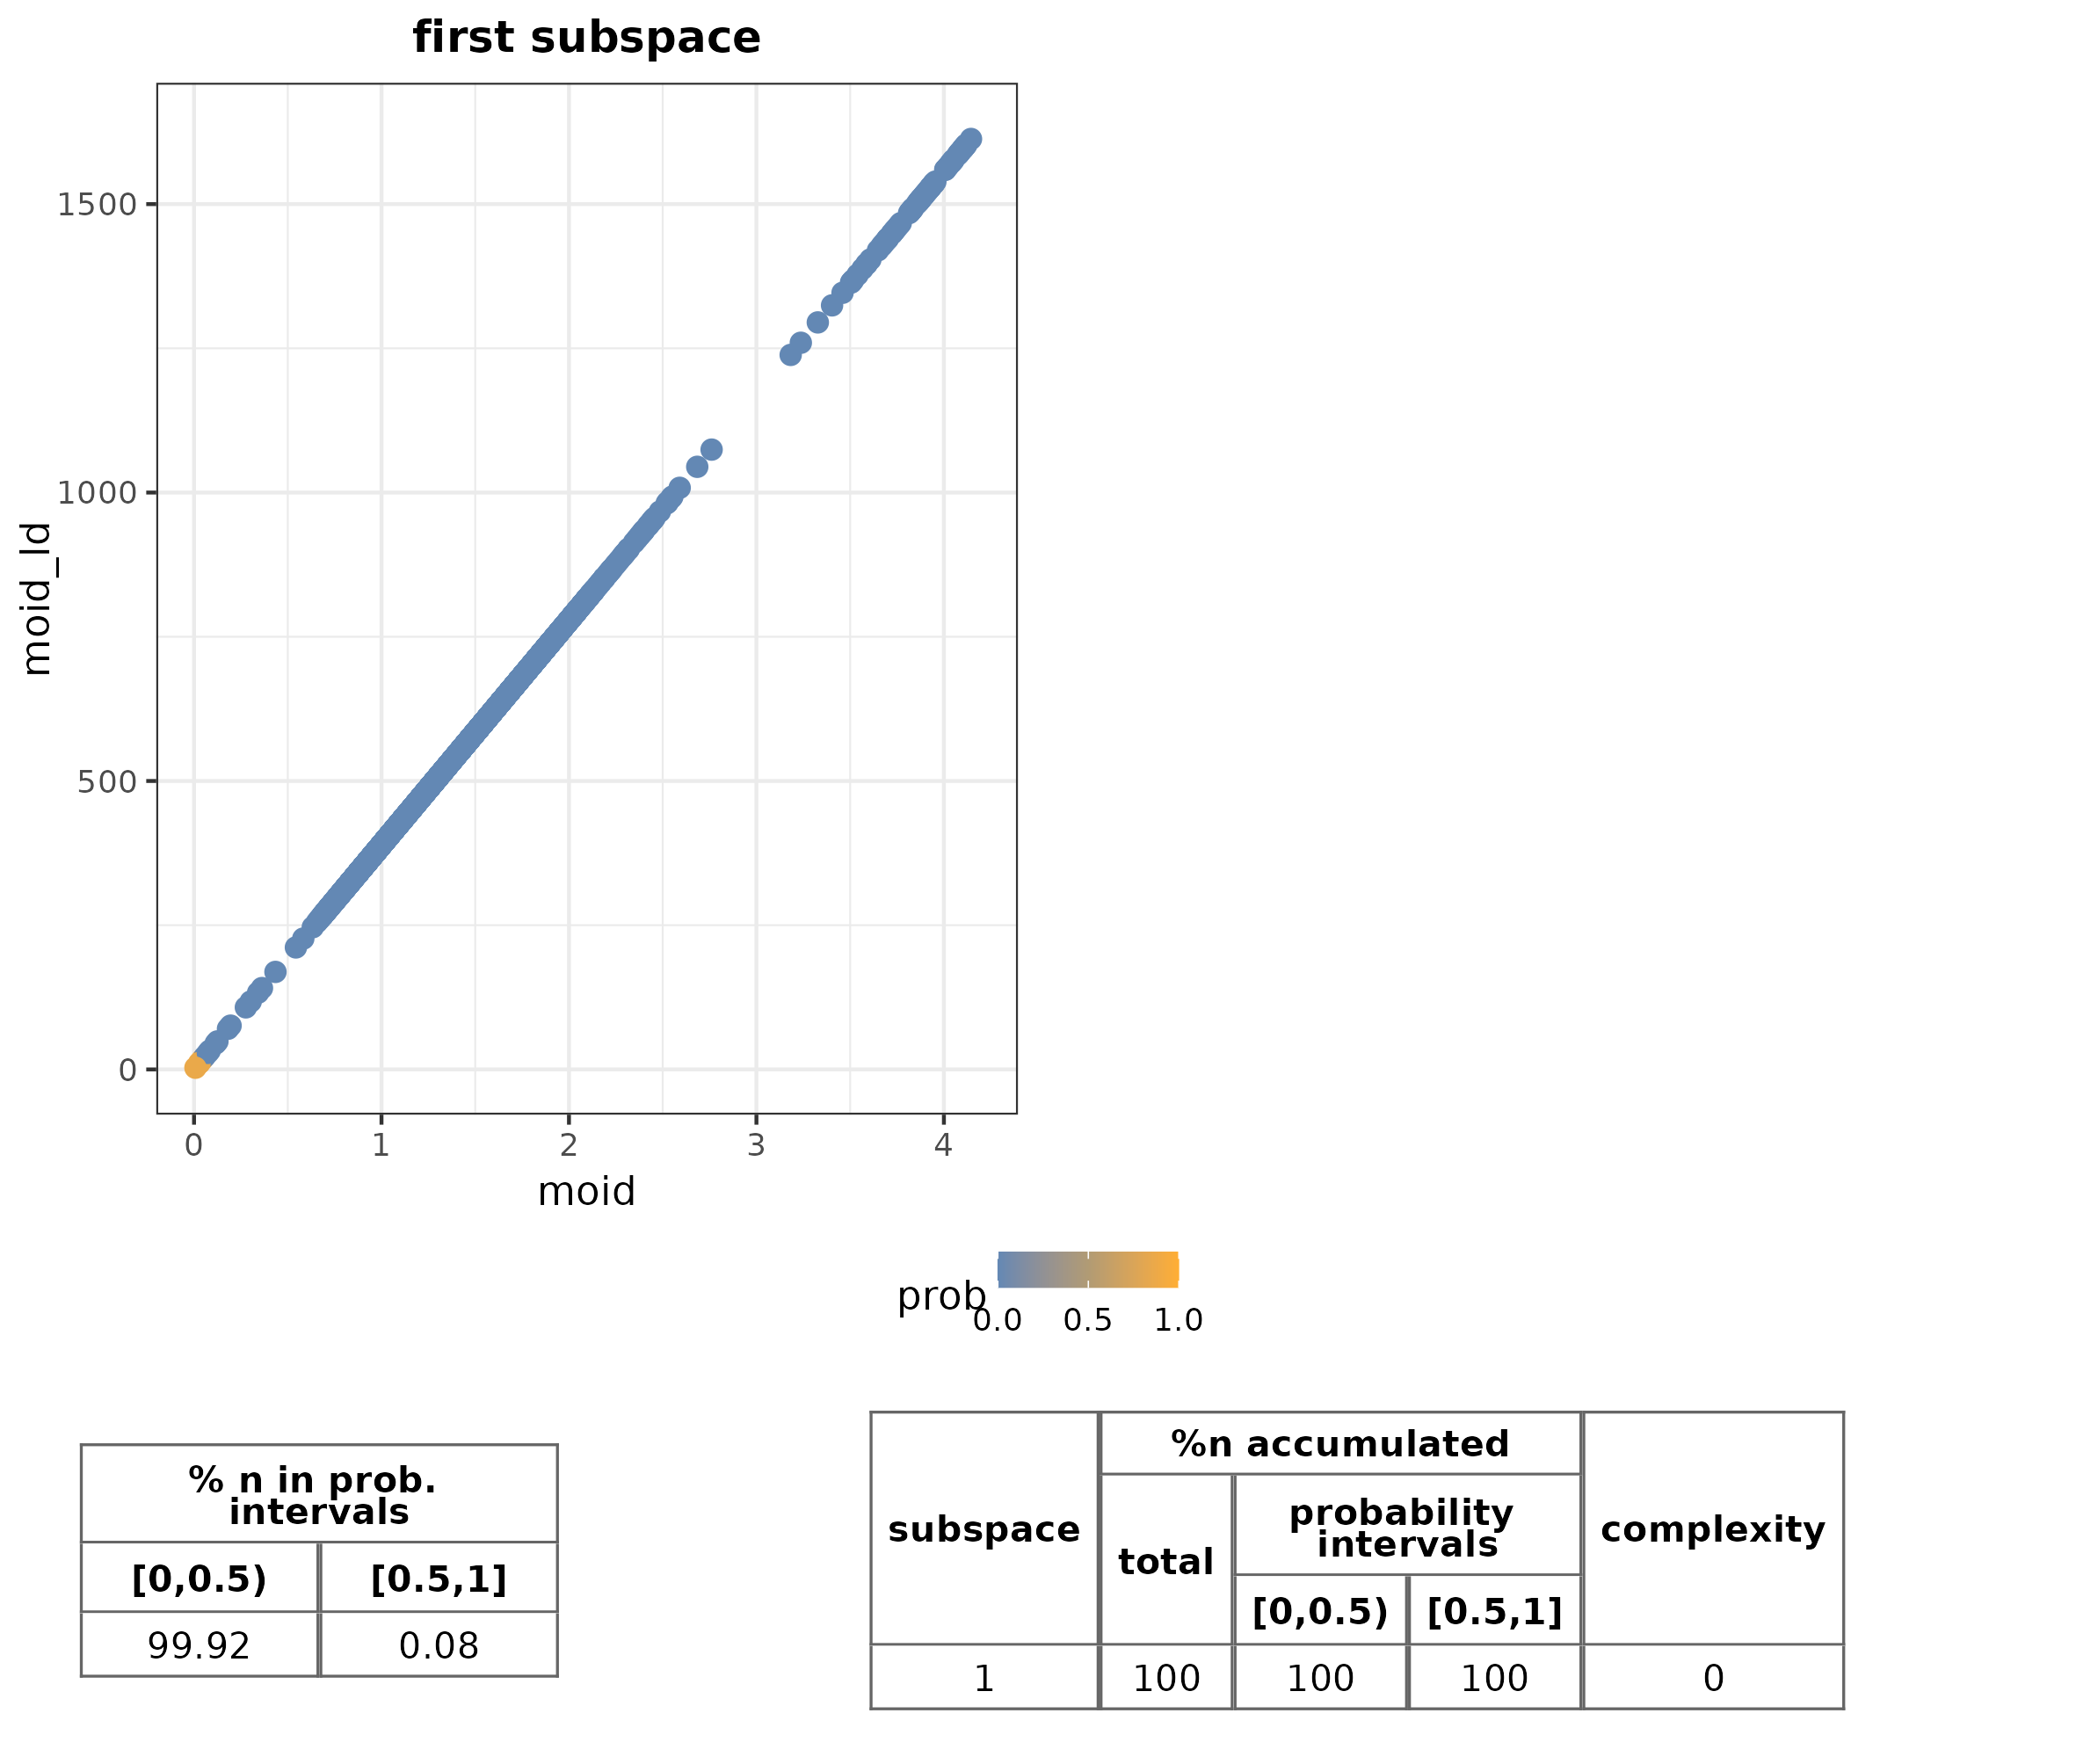 first subspace
moid_ld
1500
1000
500
0
0 1 2 3 4
moid
prob
0.0 0.5 1.0
% n in prob.
intervals
[0,0.5) [0.5,1]
99.92 0.08
%n accumulated
subspace
total
probability
intervals
complexity
[0,0.5) [0.5,1]
1 100 100 100 0